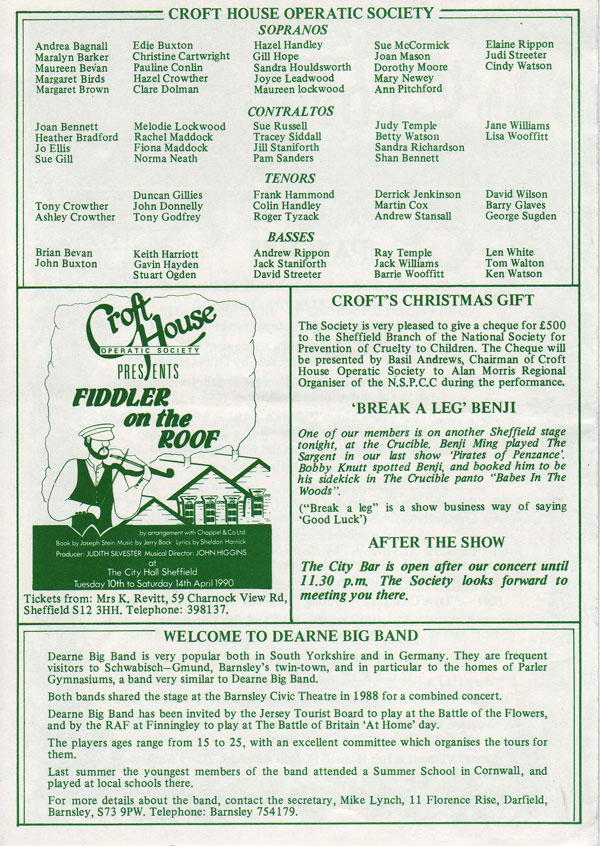 CROFT HOUSE OPERATIC SOCIETY
SOPRANOS
Andrea Bagnall Edie Buxton Hazel Handley Sue McCormick Elaine Rippon
Maralyn Barker Christine Cartwright Gill Hope Joan Mason Judi Streeter
Maureen Bevan Pauline Conlin Sandra Houldsworth Dorothy Moore Cindy Watson
Margaret Birds Hazel Crowther Joyce Leadwood Mary Newey
Margaret Brown Clare Dolman Maureen lockwood Ann Pitchford
CONTRALTOS
Joan Bennett Melodie Lockwood Sue Russell Judy Temple Jane Williams
Heather Bradford Rachel Maddock Tracey Siddall Betty Watson Lisa Wooffitt
Jo Ellis Fiona Maddock Jill Staniforth Sandra Richardson
Sue Gill Norma Neath Pam Sanders Shan Bennett
TENORS
Duncan Gillies Frank Hammond Derrick Jenkinson David Wilson
Tony Crowther John Donnelly Colin Handley Martin Cox Barry Glaves
Ashley Crowther Tony Godfrey Roger Tyzack Andrew Stansall George Sugden
BASSES
Brian Bevan Keith Harriott Andrew Rippon Ray Temple Len White
John Buxton Gavin Hayden Jack Staniforth Jack Williams Tom Walton
Stuart Ogden David Streeter Barrie Wooffitt Ken Watson
Croft
House
OPERATIC SOCIETY
PRESENTS
FIDDLER
on the
ROOF
by arrangement with Chappel & Co Ltd.
Book by Joseph Stein Music by Jerry Bock Lyrics by Sheldon Harnick
Producer: JUDITH SILVESTER Musical Director: JOHN HIGGINS
at
The City Hall Sheffield
Tuesday 10th to Saturday 14th April 1990
Tickets from: Mrs K. Revitt, 59 Charnock View Rd,
Sheffield S12 3HH. Telephone: 398137.
CROFT'S CHRISTMAS GIFT
The Society is very pleased to give a cheque for £500
to the Sheffield Branch of the National Society for
Prevention of Cruelty to Children. The Cheque will
be presented by Basil Andrews, Chairman of Croft
House Operatic Society to Alan Morris Regional
Organiser of the N.S.P.C.C during the performance.
'BREAK A LEG' BENJI
One of our members is on another Sheffield stage
tonight, at the Crucible. Benji Ming played The
Sargent in our last show 'Pirates of Penzance'.
Bobby Knutt spotted Benji, and booked him to be
his sidekick in The Crucible panto "Babes In The
Woods".
("Break a leg" is a show business way of saying
'Good Luck')
AFTER THE SHOW
The City Bar is open after our concert until
11.30 p.m. The Society looks forward to
meeting you there.
WELCOME TO DEARNE BIG BAND
Dearne Big Band is very popular both in South Yorkshire and in Germany. They are frequent
visitors to Schwabisch—Gmund, Barnsley's twin-town, and in particular to the homes of Parler
Gymnasiums, a band very similar to Dearne Big Band.
Both bands shared the stage at the Barnsley Civic Theatre in 1988 for a combined concert.
Dearne Big Band has been invited by the Jersey Tourist Board to play at the Battle of the Flowers,
and by the RAF at Finningley to play at The Battle of Britain 'At Home' day.
The players ages range from 15 to 25, with an excellent committee which organises the tours for
them.
Last summer the youngest members of the band attended a Summer School in Cornwall, and
played at local schools there.
For more details about the band, contact the secretary, Mike Lynch, 11 Florence Rise, Darfield,
Barnsley, S73 9PW. Telephone: Barnsley 754179.